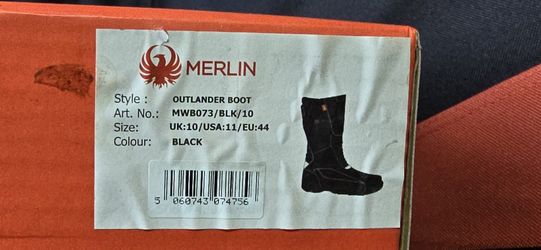 MERLIN
Style : OUTLANDER BOOT
Art. No.: MWB073/BLK/10
Size: UK:10/USA:11/EU:44
Colour: BLACK
5 060743 074756 >